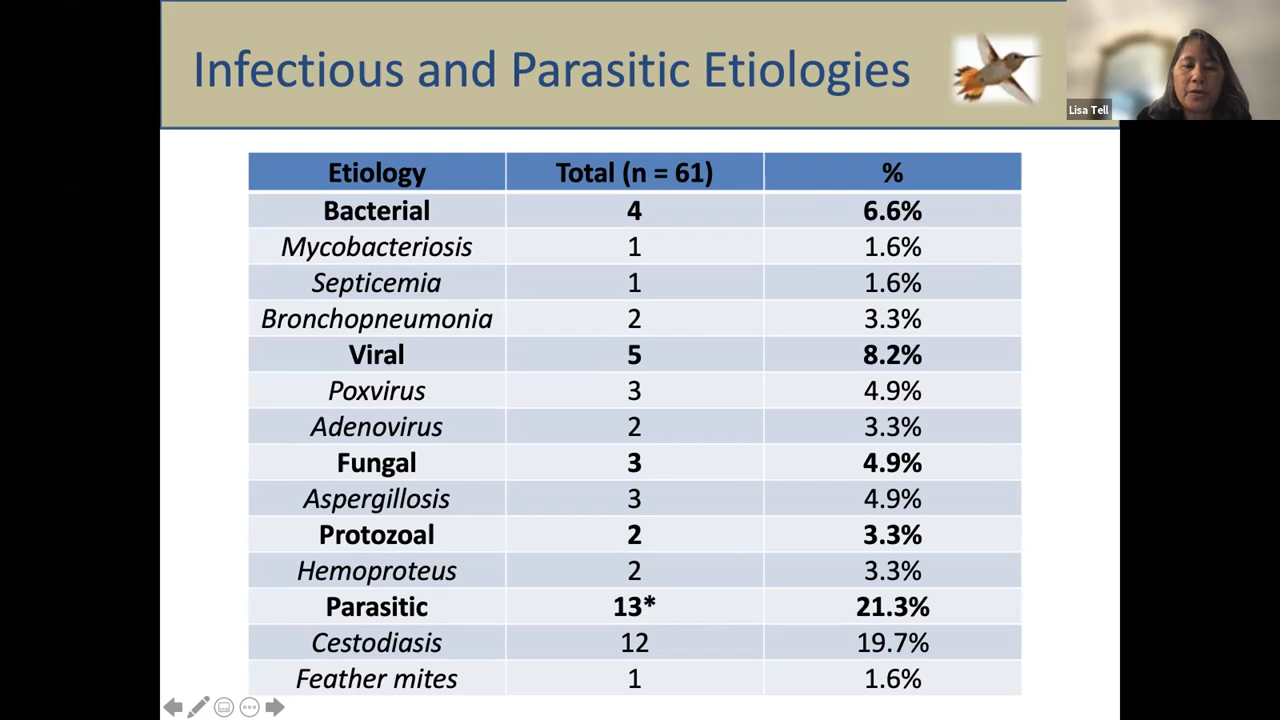 Infectious and Parasitic Etiologies
Lisa Tell
Etiology Total (n = 61) %
Bacterial 4 6.6%
Mycobacteriosis 1 1.6%
Septicemia 1 1.6%
Bronchopneumonia 2 3.3%
Viral 5 8.2%
Poxvirus 3 4.9%
Adenovirus 2 3.3%
Fungal 3 4.9%
Aspergillosis 3 4.9%
Protozoal 2 3.3%
Hemoproteus 2 3.3%
Parasitic 13* 21.3%
Cestodiasis 12 19.7%
Feather mites 1 1.6%